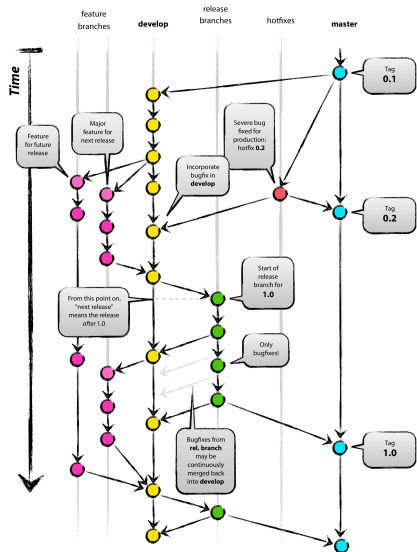 feature
branches
develop
release
branches
hotfixes
master
Time
Tag
0.1
Major
feature for
next release
Feature
for future
release
Severe bug
fixed for
production:
hotfix 0.2
Incorporate
bugfix in
develop
Tag
0.2
Start of
release
branch for
1.0
From this point on,
“next release”
means the release
after 1.0
Only
bugfixes!
Bugfixes from
rel. branch
may be
continuously
merged back
into develop
Tag
1.0